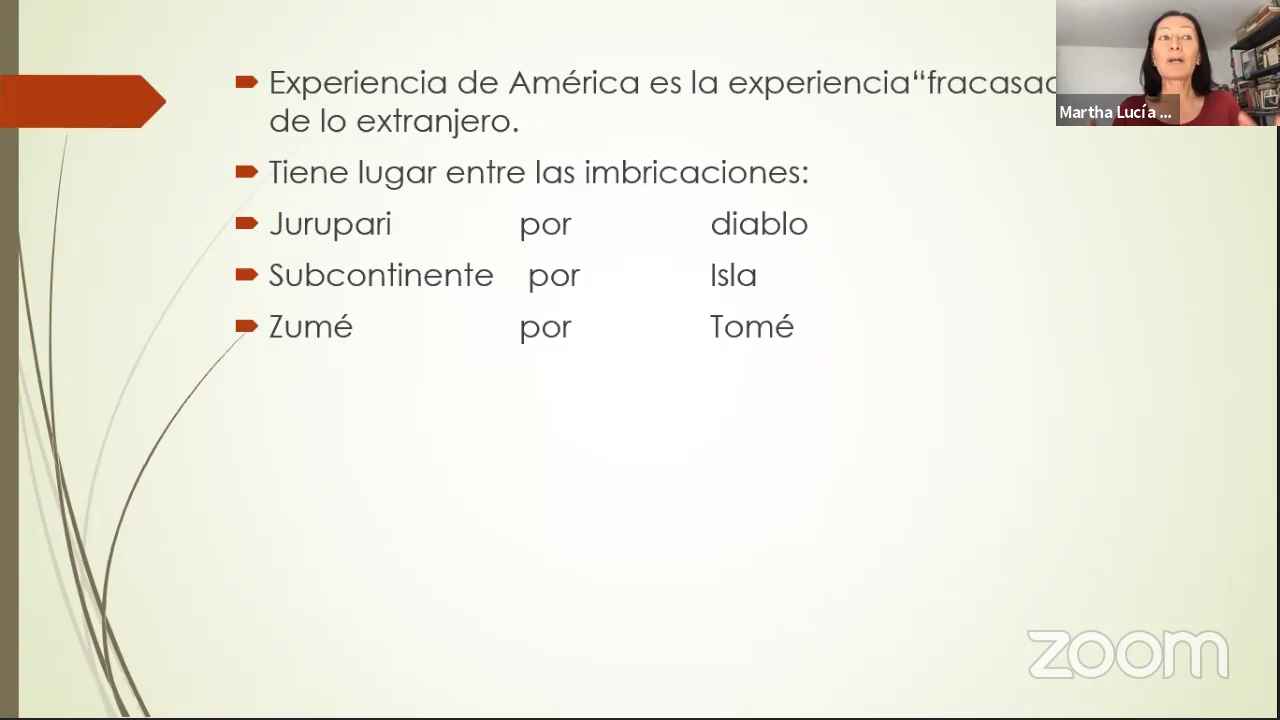 Experiencia de América es la experiencia“fracasad
de lo extranjero.
Tiene lugar entre las imbricaciones:
Jurupari por diablo
Subcontinente por Isla
Zumé por Tomé
Martha Lucía ...
zoom